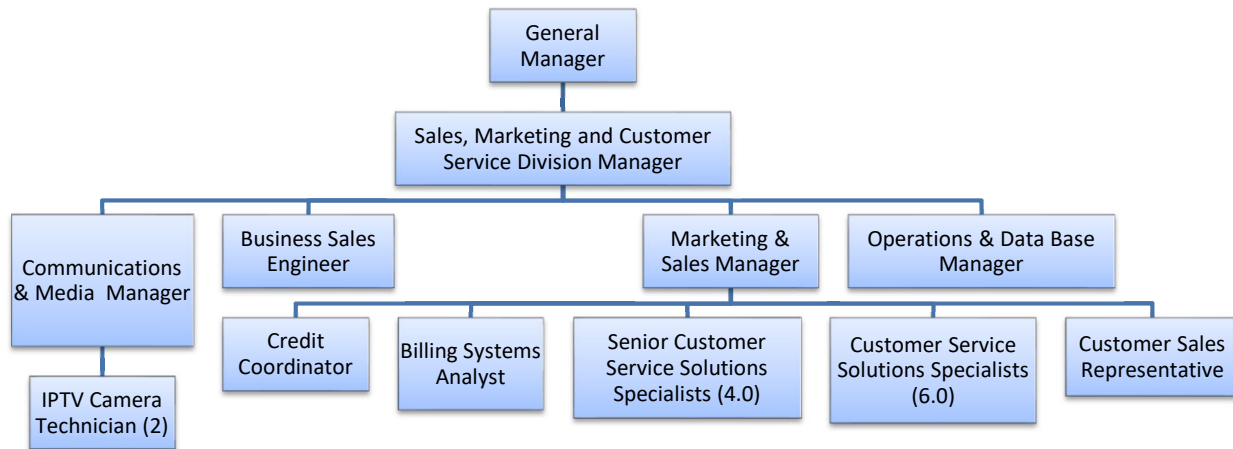 General
Manager
Sales, Marketing and Customer
Service Division Manager
Communications
& Media Manager
Business Sales
Engineer
Marketing &
Sales Manager
Operations & Data Base
Manager
IPTV Camera
Technician (2)
Credit
Coordinator
Billing Systems
Analyst
Senior Customer
Service Solutions
Specialists (4.0)
Customer Service
Solutions Specialists
(6.0)
Customer Sales
Representative